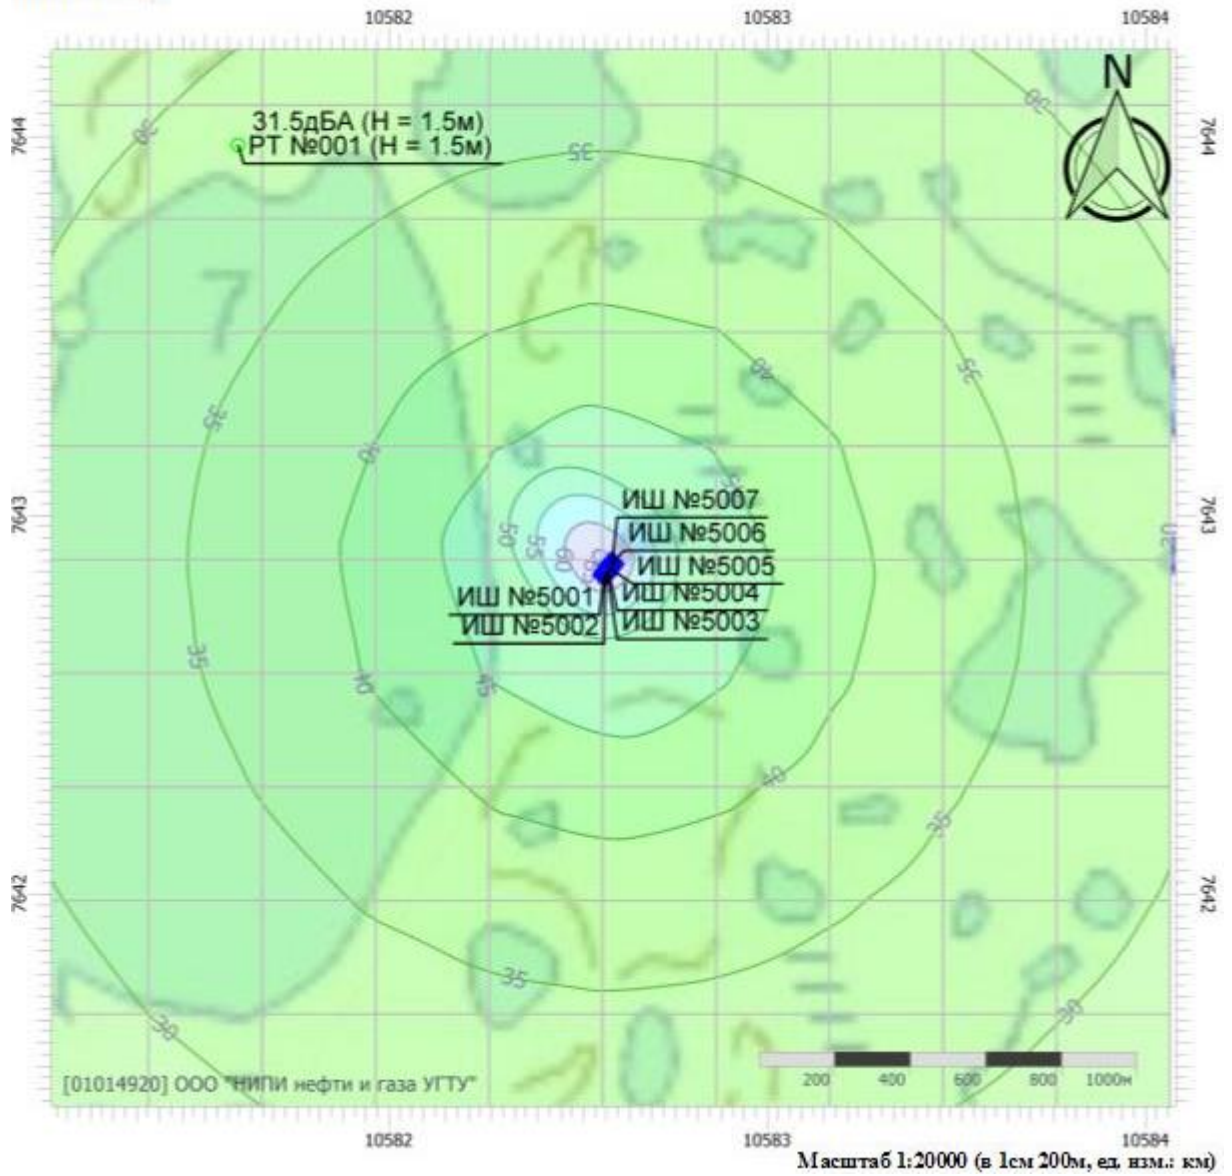 10582 10583 10584
N
30
30
7644
7644
31.5дБА (H = 1.5м)
РТ №001 (H = 1.5м)
35
35
40
35
40
7643
7643
ИШ №5007
50 55 60
ИШ №5006
ИШ №5005
ИШ №5001
ИШ №5004
ИШ №5002
ИШ №5003
35
40
45
40
35
7642
7642
35
30
30
[01014920] ООО "НИПИ нефти и газа УГТУ"
200 400 600 800 1000м
10582 10583 10584
Масштаб 1:20000 (в 1см 200м, ед. изм.: км)